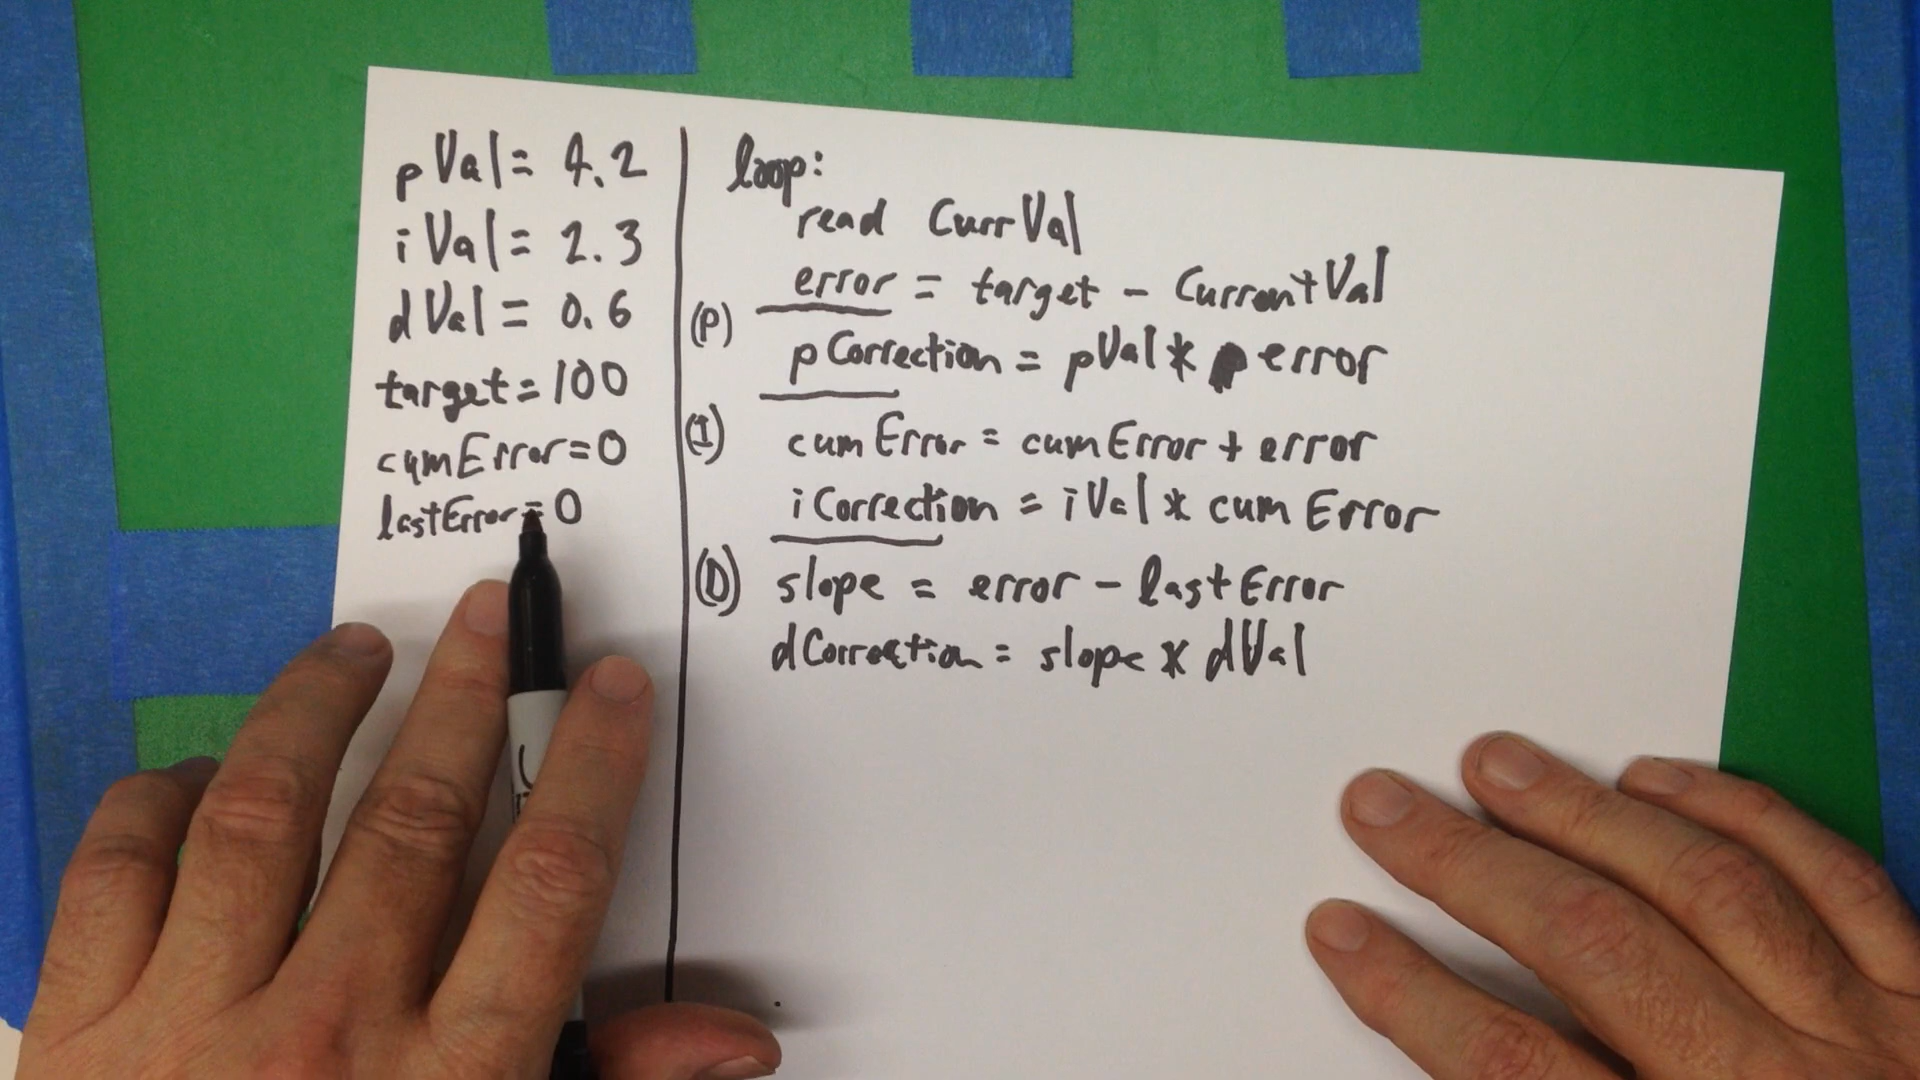 pVal = 4.2
iVal = 2.3
dVal = 0.6
target = 100
cumError = 0
lastError = 0
loop:
read CurrVal
error = target - CurrentVal
(P)
pCorrection = pVal * error
(I)
cumError = cumError + error
iCorrection = iVal * cumError
(D)
slope = error - lastError
dCorrection = slope * dVal